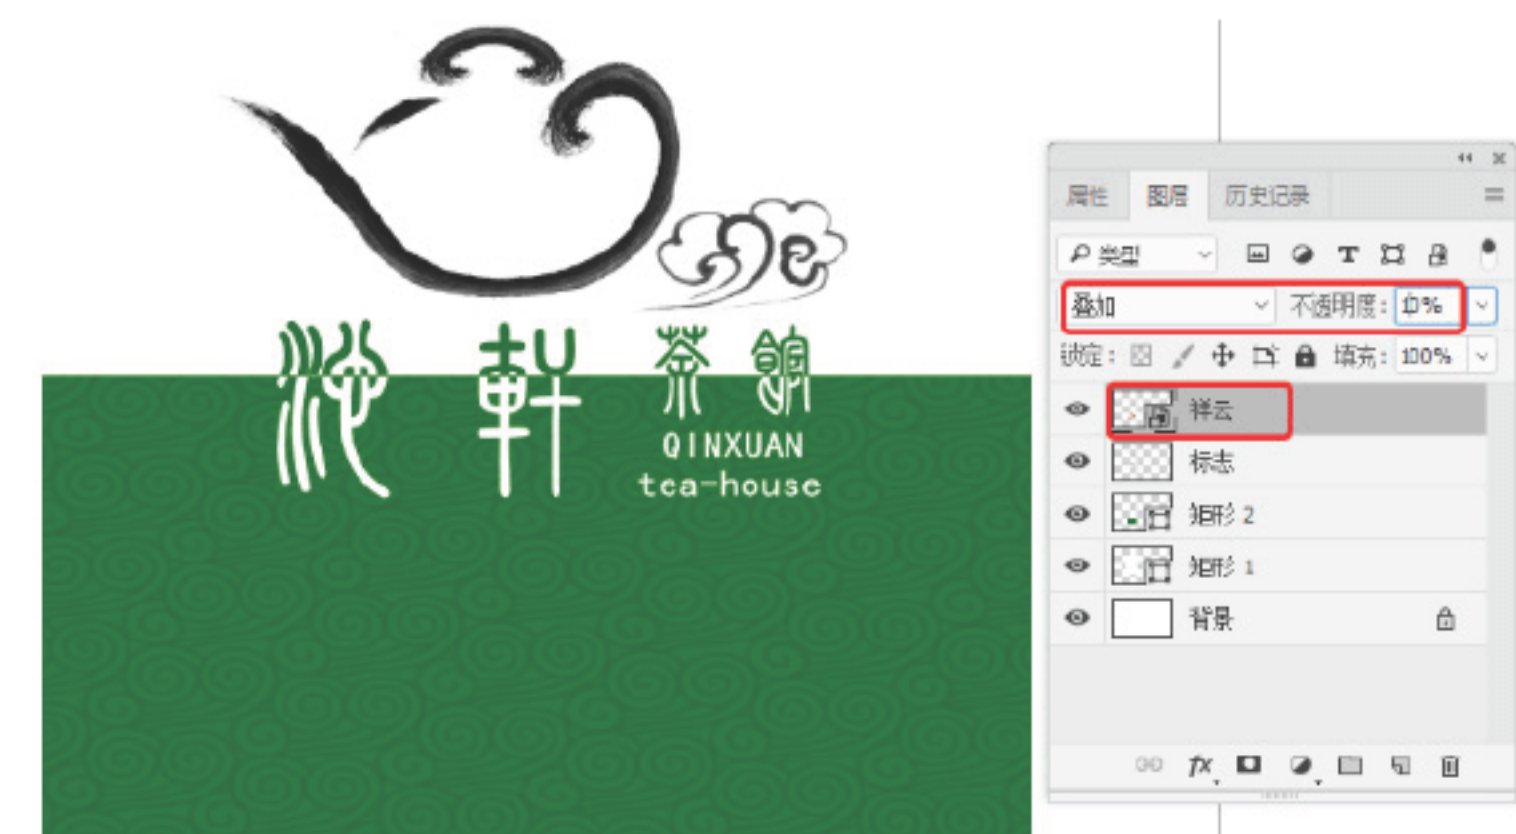 沁軒 茶館
QINXUAN
tea-house
属性 图层 历史记录
类型
叠加 不透明度: 10%
锁定: 填充: 100%
祥云
标志
矩形 2
矩形 1
背景
fx